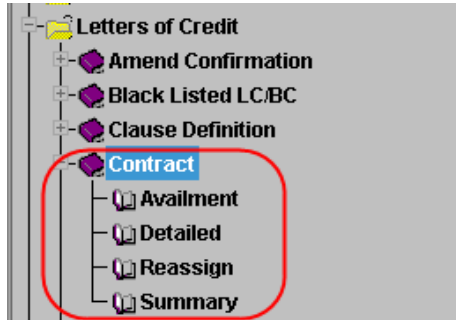 Letters of Credit
Amend Confirmation
Black Listed LC/BC
Clause Definition
Contract
Availment
Detailed
Reassign
Summary